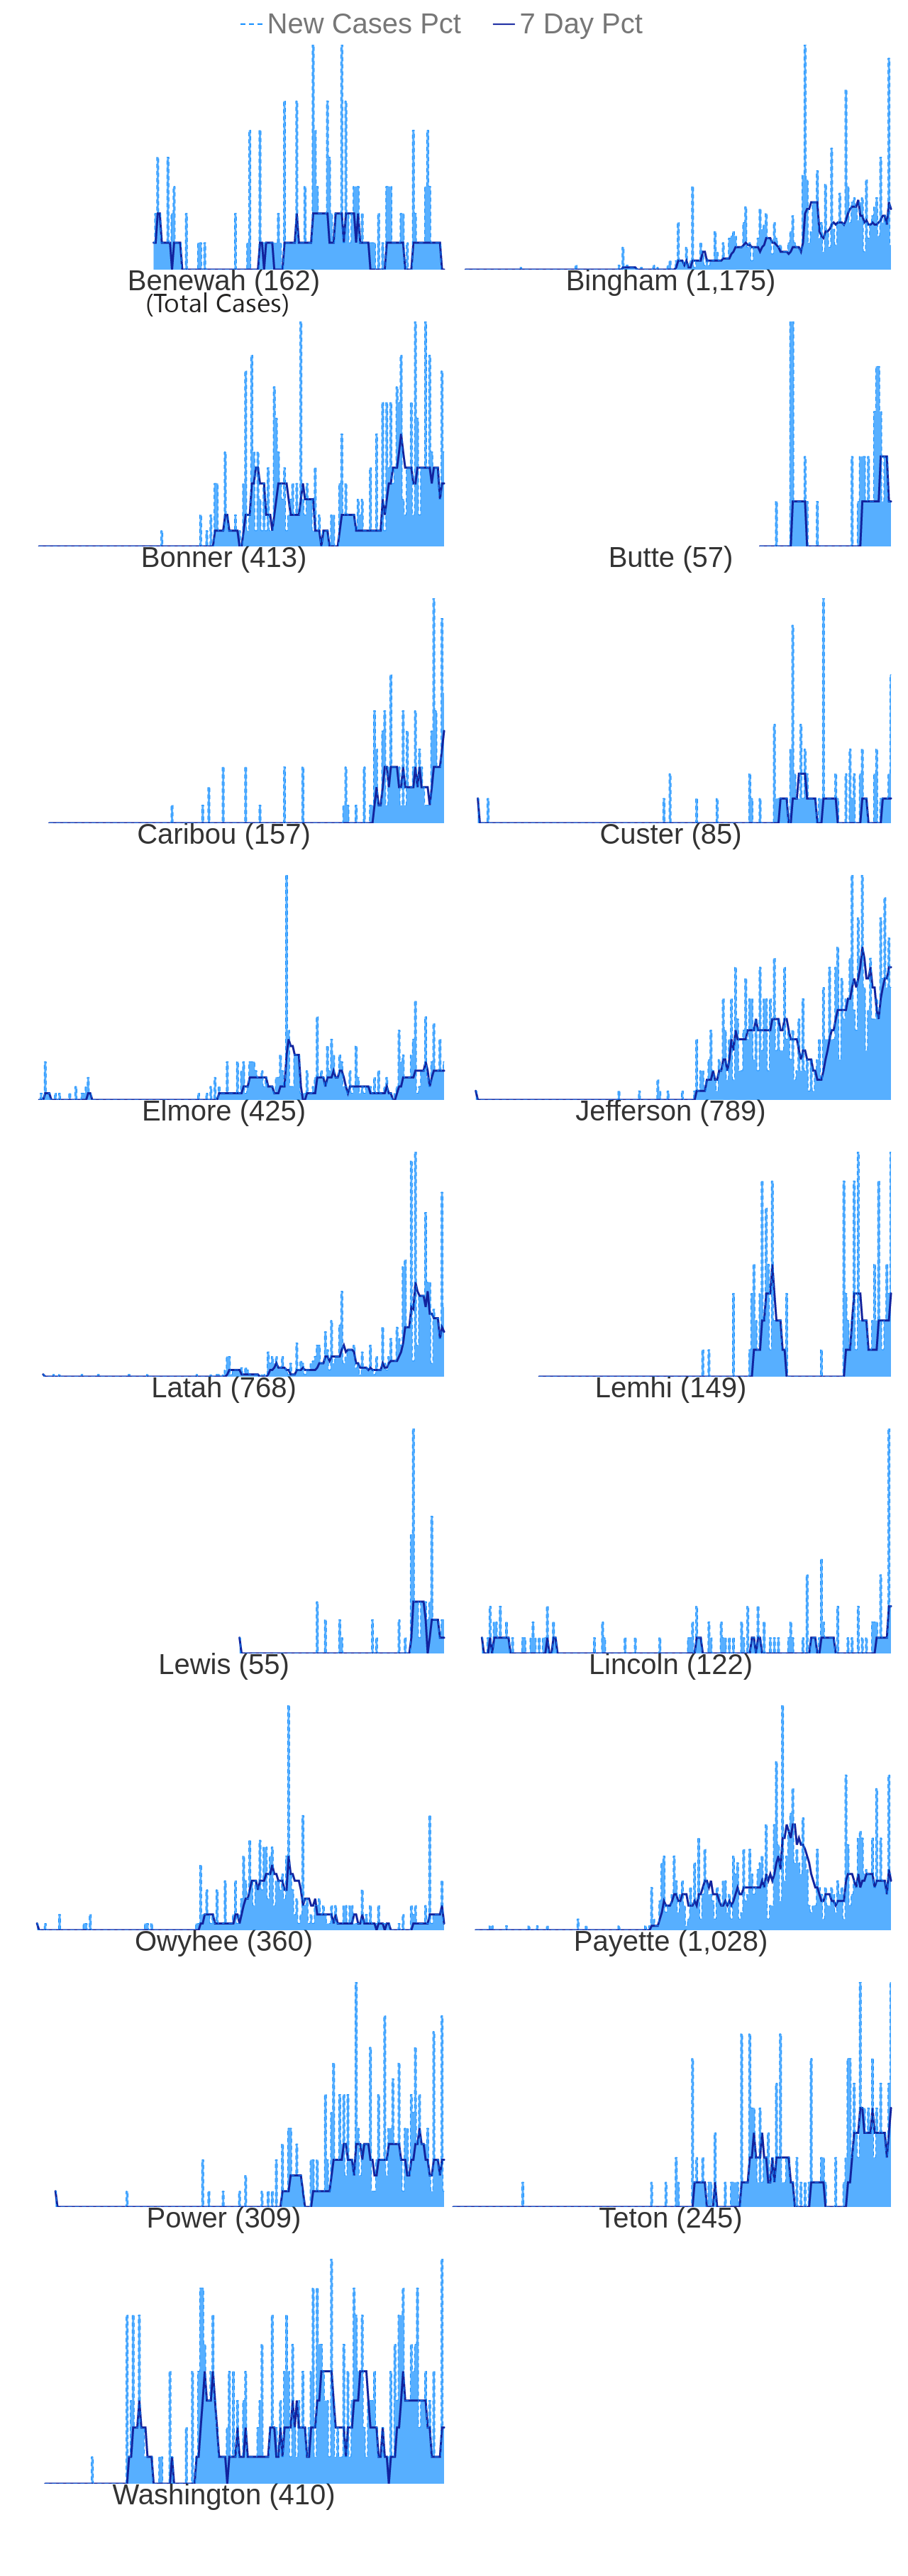 New Cases Pct 7 Day Pct
Benewah (162) Bingham (1,175)
(Total Cases)
Bonner (413) Butte (57)
Caribou (157) Custer (85)
Elmore (425) Jefferson (789)
Latah (768) Lemhi (149)
Lewis (55) Lincoln (122)
Owyhee (360) Payette (1,028)
Power (309) Teton (245)
Washington (410)